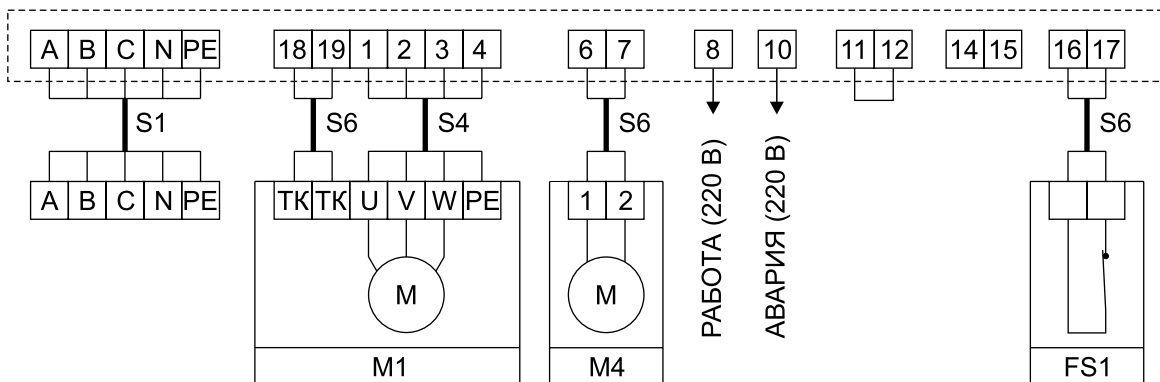 A B C N PE 18 19 1 2 3 4 6 7 8 10 11 12 14 15 16 17
S1 S6 S4 S6 S6
A B C N PE ТК ТК U V W PE 1 2
РАБОТА (220 В)
АВАРИЯ (220 В)
M M
M1 M4 FS1